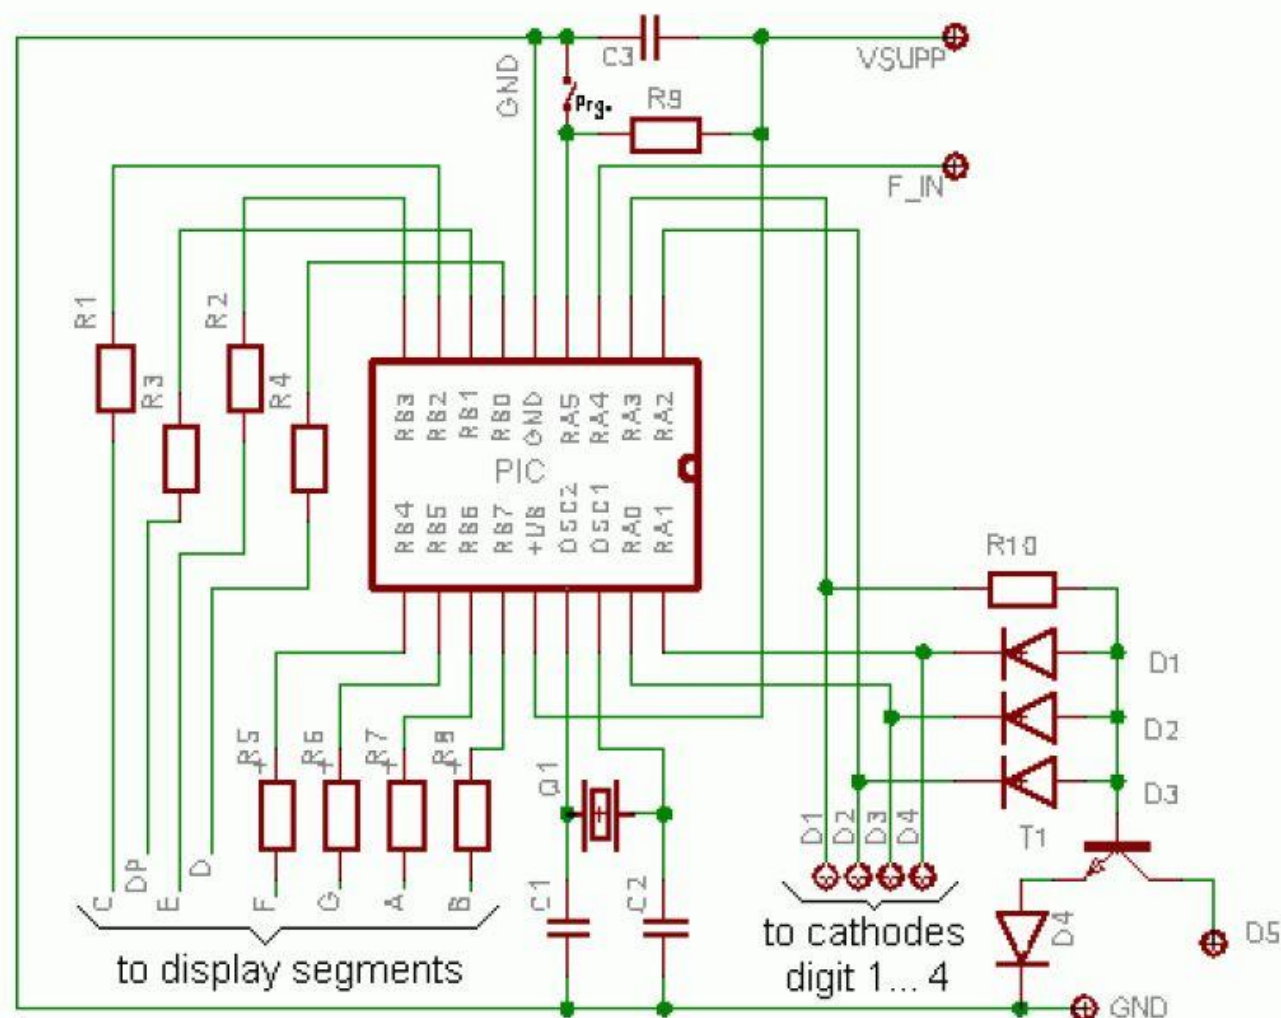 C3
VSUPP
GND
Prg.
R9
F_IN
R1
R2
R3
R4
RB3
RB2
RB1
RB0
GND
RA5
RA4
RA3
RA2
PIC
RB4
RB5
RB6
RB7
+UB
OSC2
OSC1
RA0
RA1
R10
D1
D2
D3
R5
R6
R7
R8
Q1
D1
D2
D3
D4
T1
C
DP
E
D
F
G
A
B
C1
C2
D4
D5
to display segments
to cathodes
digit 1... 4
GND